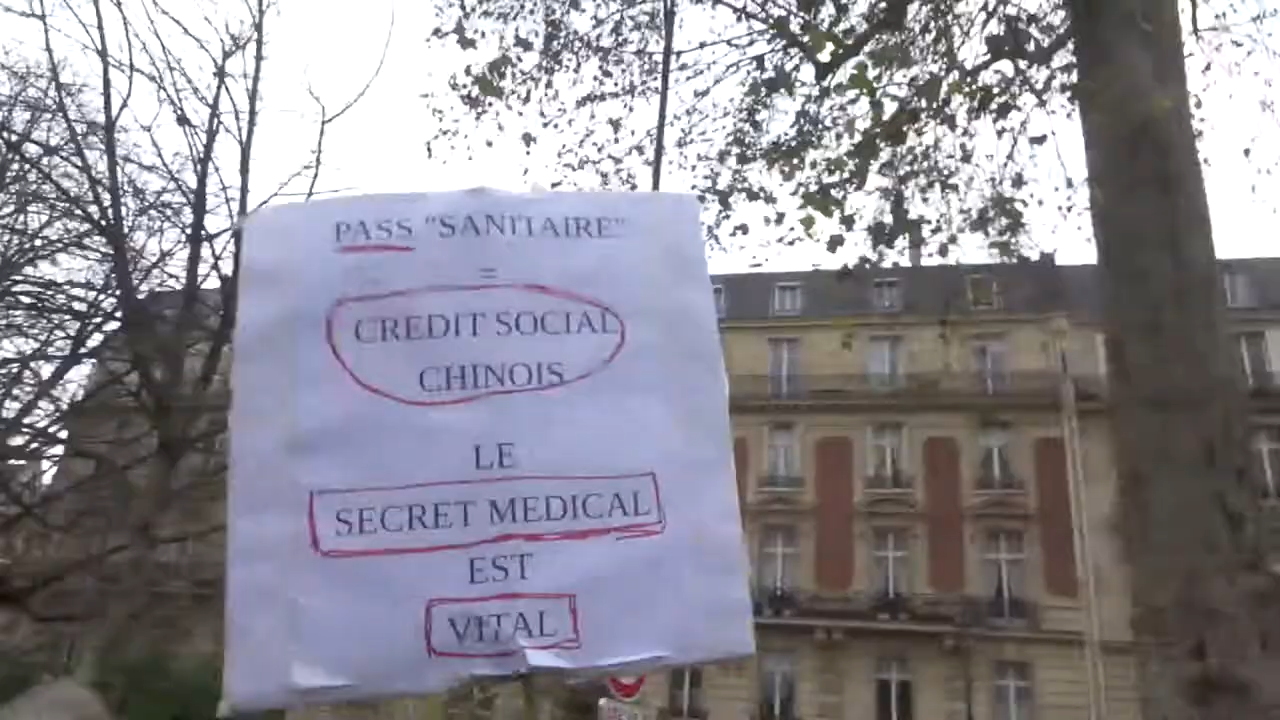 PASS "SANITAIRE"
=
CREDIT SOCIAL
CHINOIS
LE
SECRET MEDICAL
EST
VITAL